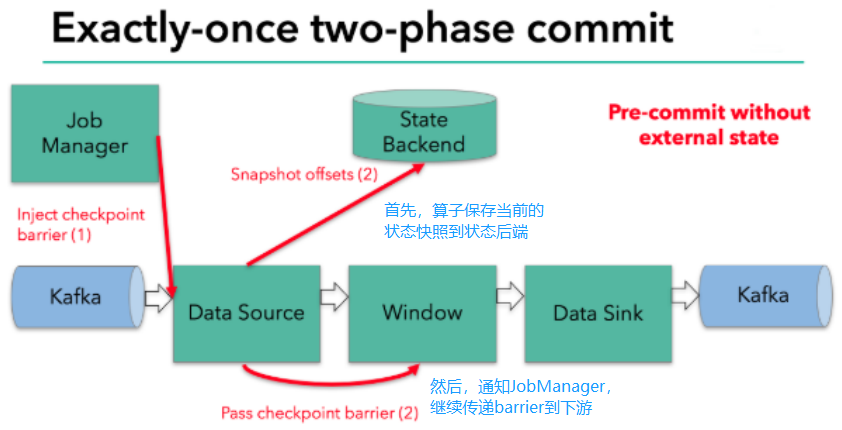 Exactly-once two-phase commit
Job
Manager
State
Backend
Pre-commit without
external state
Snapshot offsets (2)
Inject checkpoint
barrier (1)
首先，算子保存当前的
状态快照到状态后端
Kafka
Data Source
Window
Data Sink
Kafka
Pass checkpoint barrier (2)
然后，通知JobManager，
继续传递barrier到下游